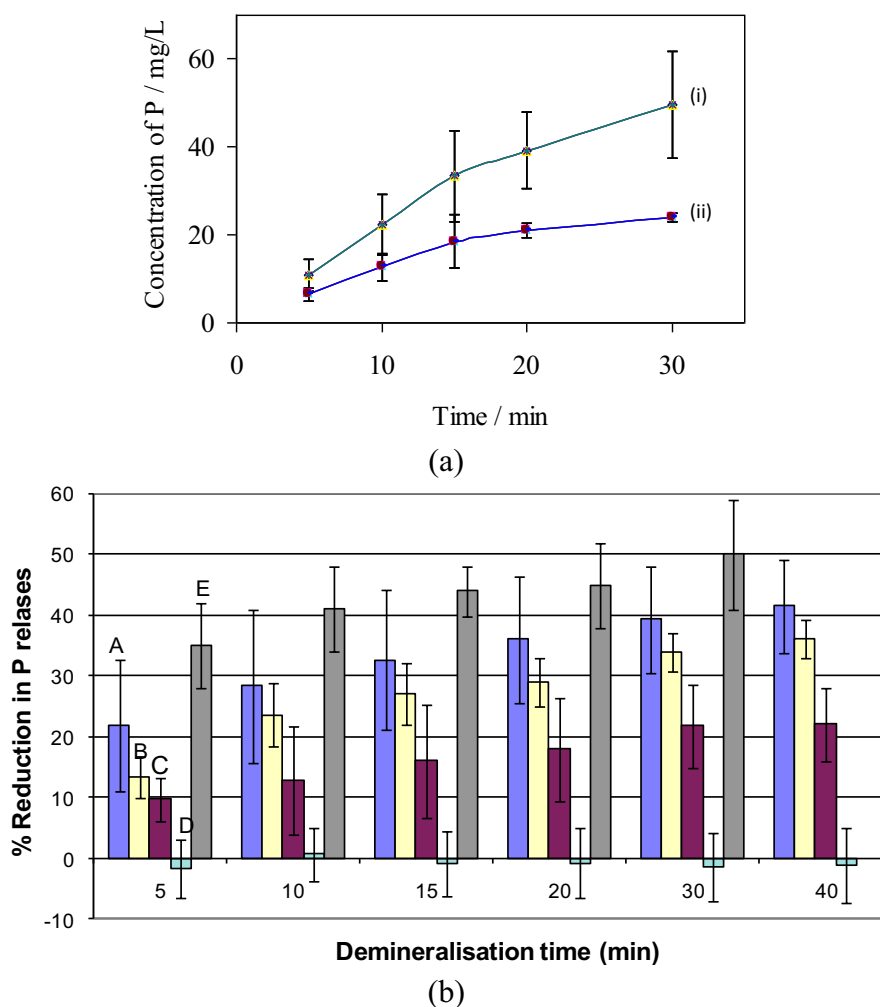 Concentration of P / mg/L
60
40
20
0
(i)
(ii)
0 10 20 30
Time / min
(a)
% Reduction in P relases
60
50
40
30
20
10
0
-10
A
B
C
D
E
5 10 15 20 30 40
Demineralisation time (min)
(b)